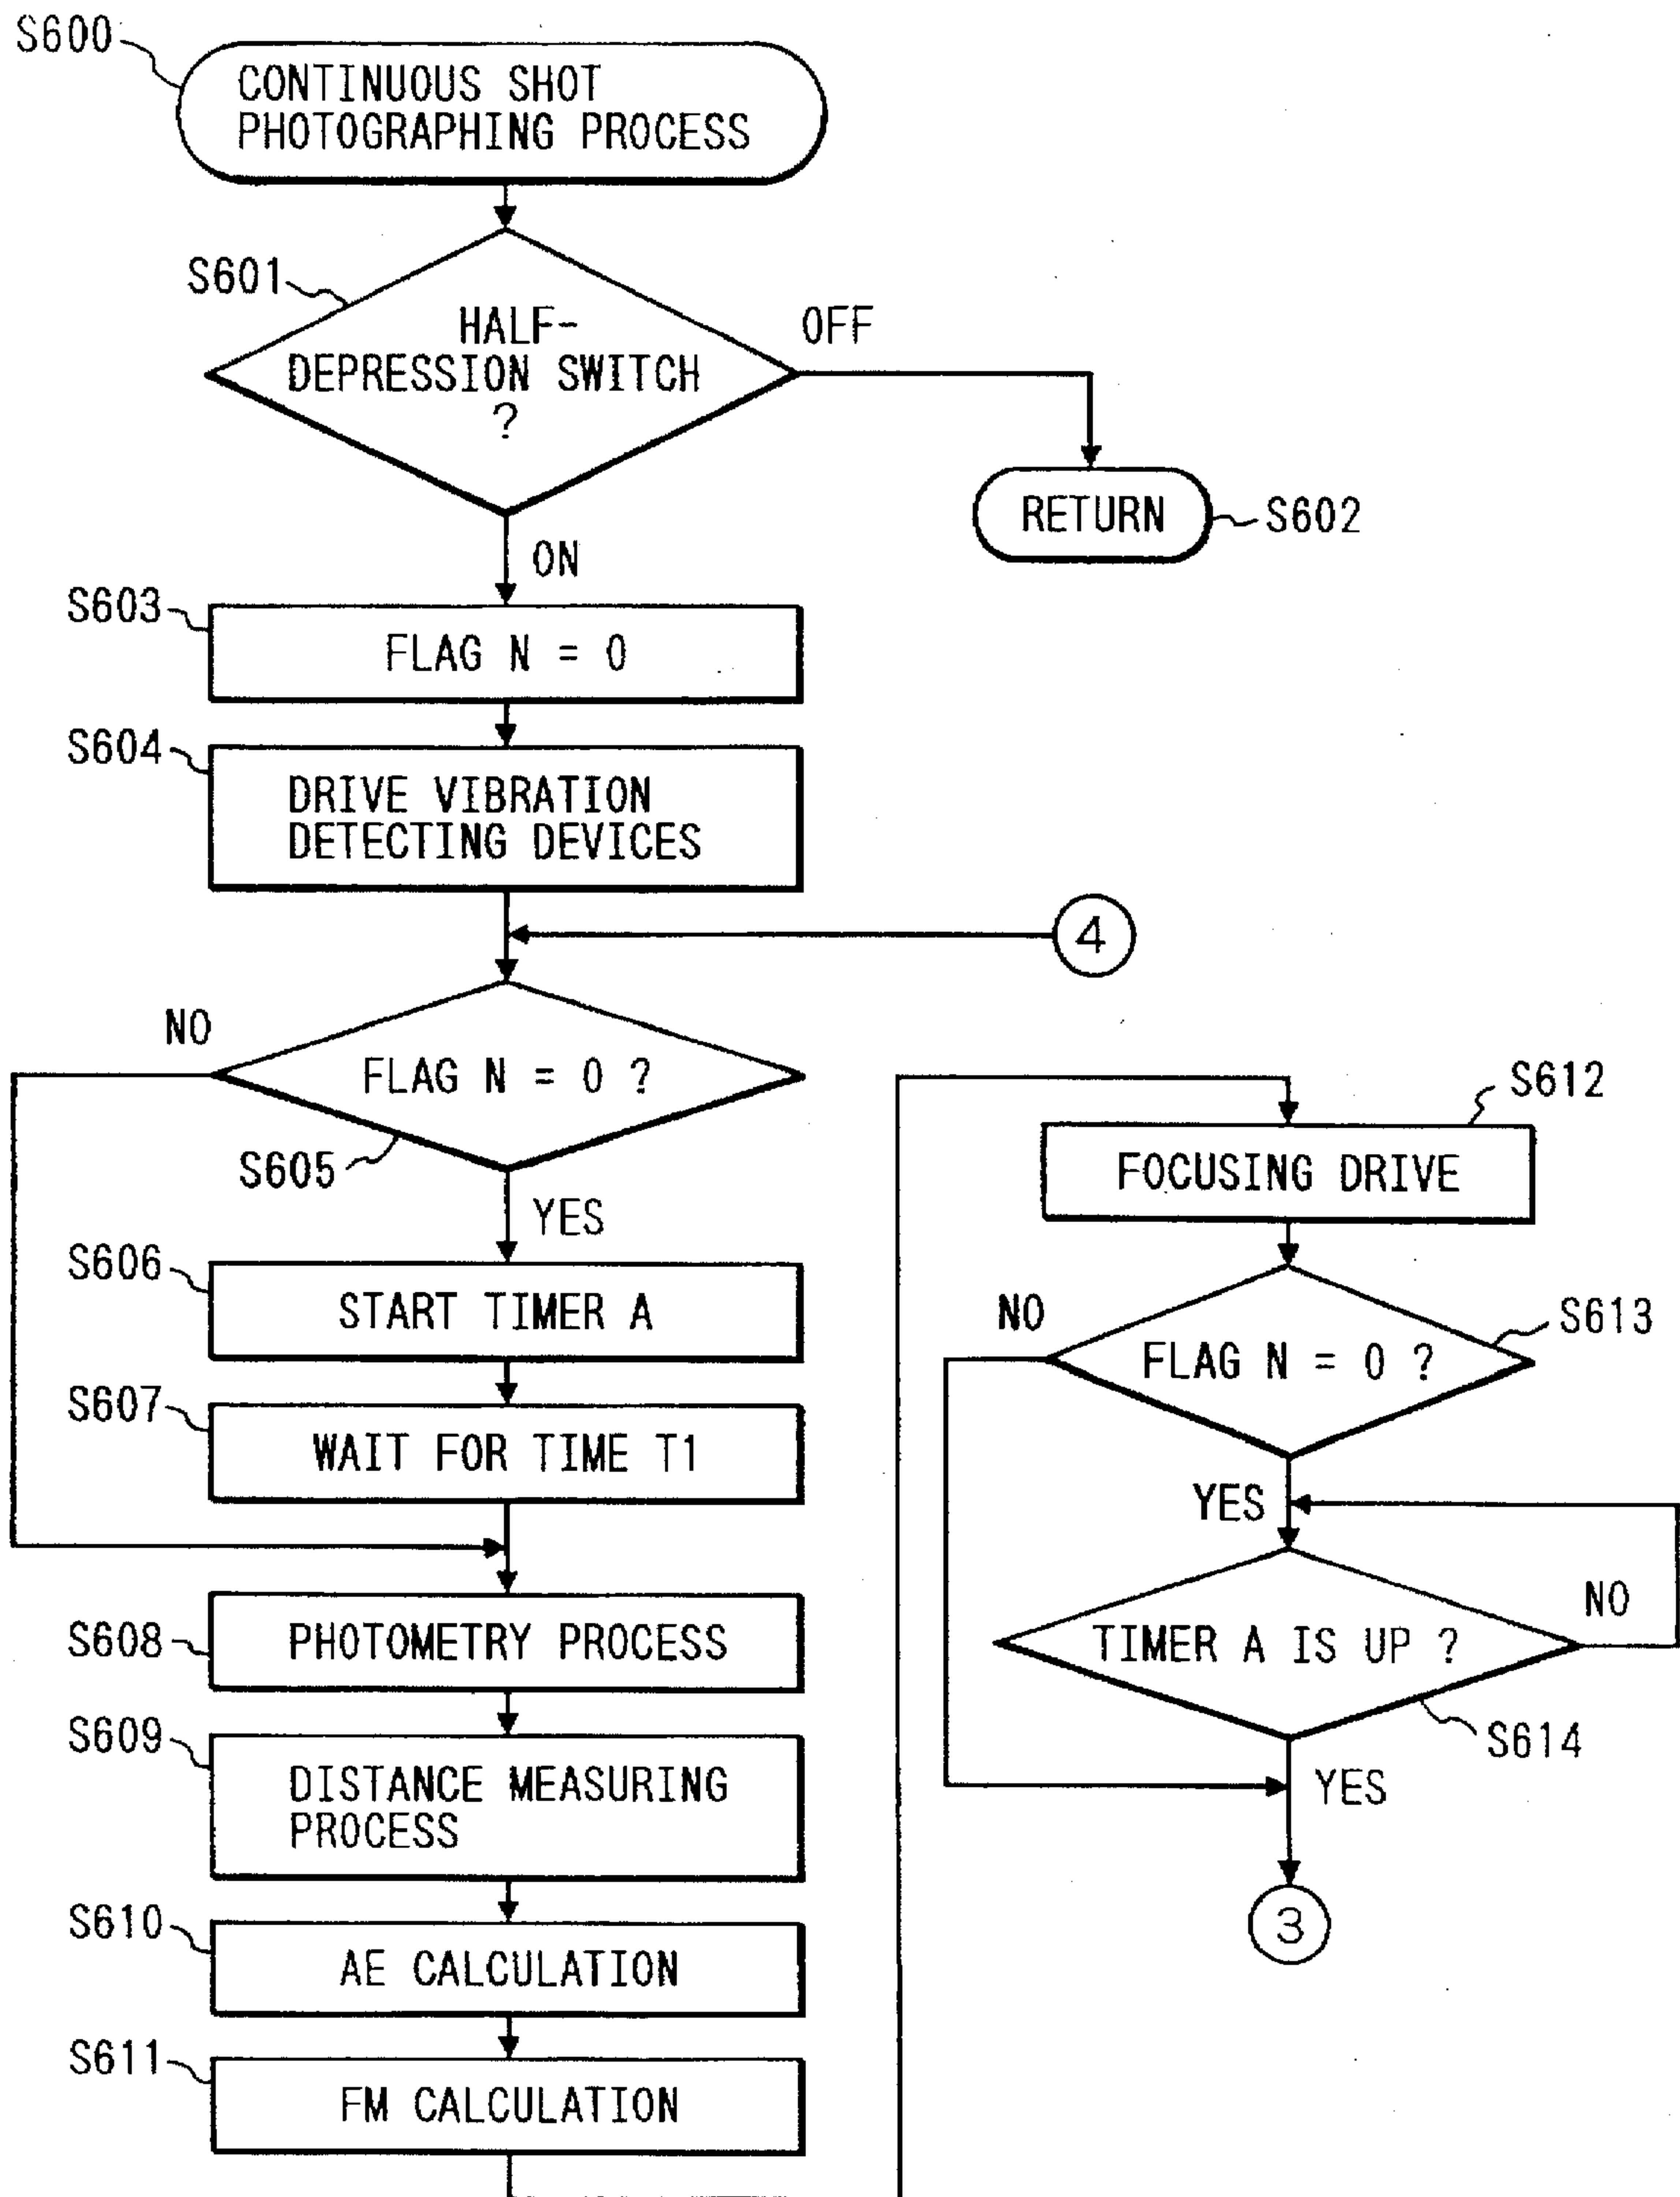 S600
CONTINUOUS SHOT
PHOTOGRAPHING PROCESS
S601
HALF-
DEPRESSION SWITCH
?
OFF
RETURN
S602
ON
S603
FLAG N = 0
S604
DRIVE VIBRATION
DETECTING DEVICES
4
NO
FLAG N = 0 ?
S605
YES
S606
START TIMER A
S607
WAIT FOR TIME T1
S608
PHOTOMETRY PROCESS
S609
DISTANCE MEASURING
PROCESS
S610
AE CALCULATION
S611
FM CALCULATION
S612
FOCUSING DRIVE
NO
S613
FLAG N = 0 ?
YES
NO
TIMER A IS UP ?
S614
YES
3